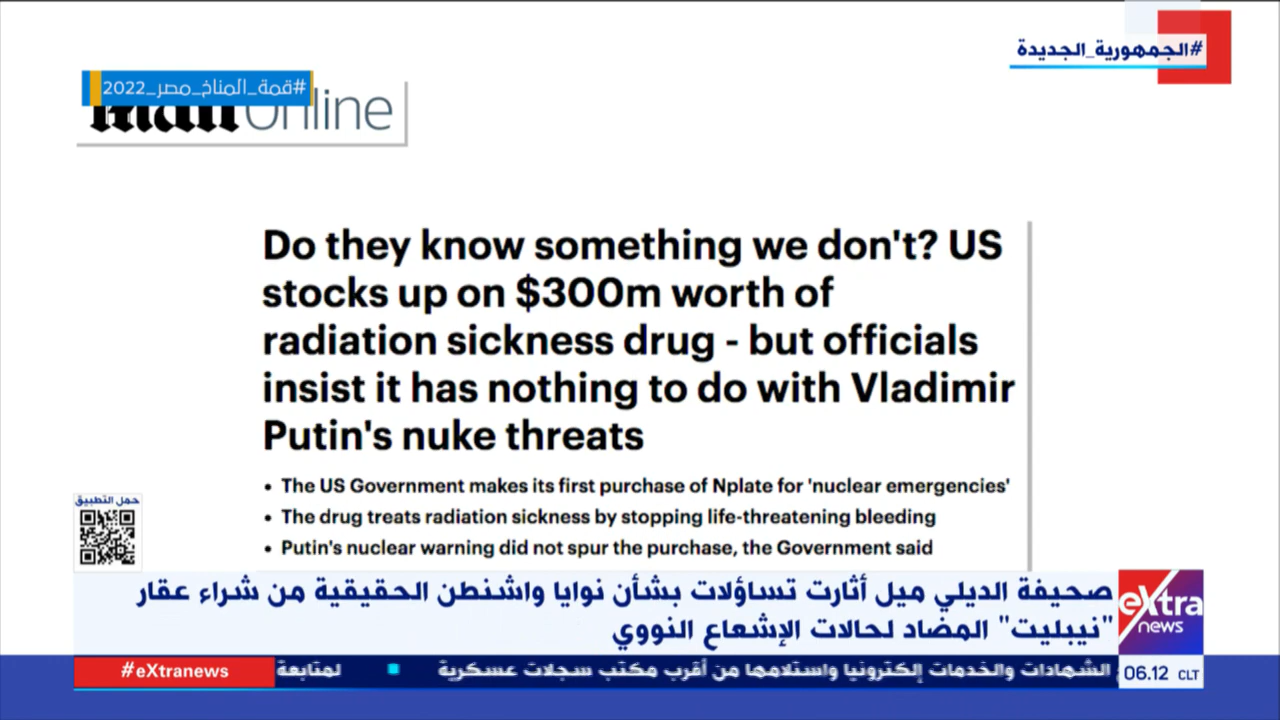 #الجمهورية_الجديدة
#قمة_المناخ_مصر_2022
Online
Do they know something we don't? US
stocks up on $300m worth of
radiation sickness drug - but officials
insist it has nothing to do with Vladimir
Putin's nuke threats
• The US Government makes its first purchase of Nplate for 'nuclear emergencies'
• The drug treats radiation sickness by stopping life-threatening bleeding
• Putin's nuclear warning did not spur the purchase, the Government said
حمل التطبيق
صحيفة الديلي ميل أثارت تساؤلات بشأن نوايا واشنطن الحقيقية من شراء عقار
"نيبليت" المضاد لحالات الإشعاع النووي
eXtra
news
الشهادات والخدمات إلكترونيا واستلامها من أقرب مكتب سجلات عسكرية
لمتابعة
#eXtranews
06.12 CLT